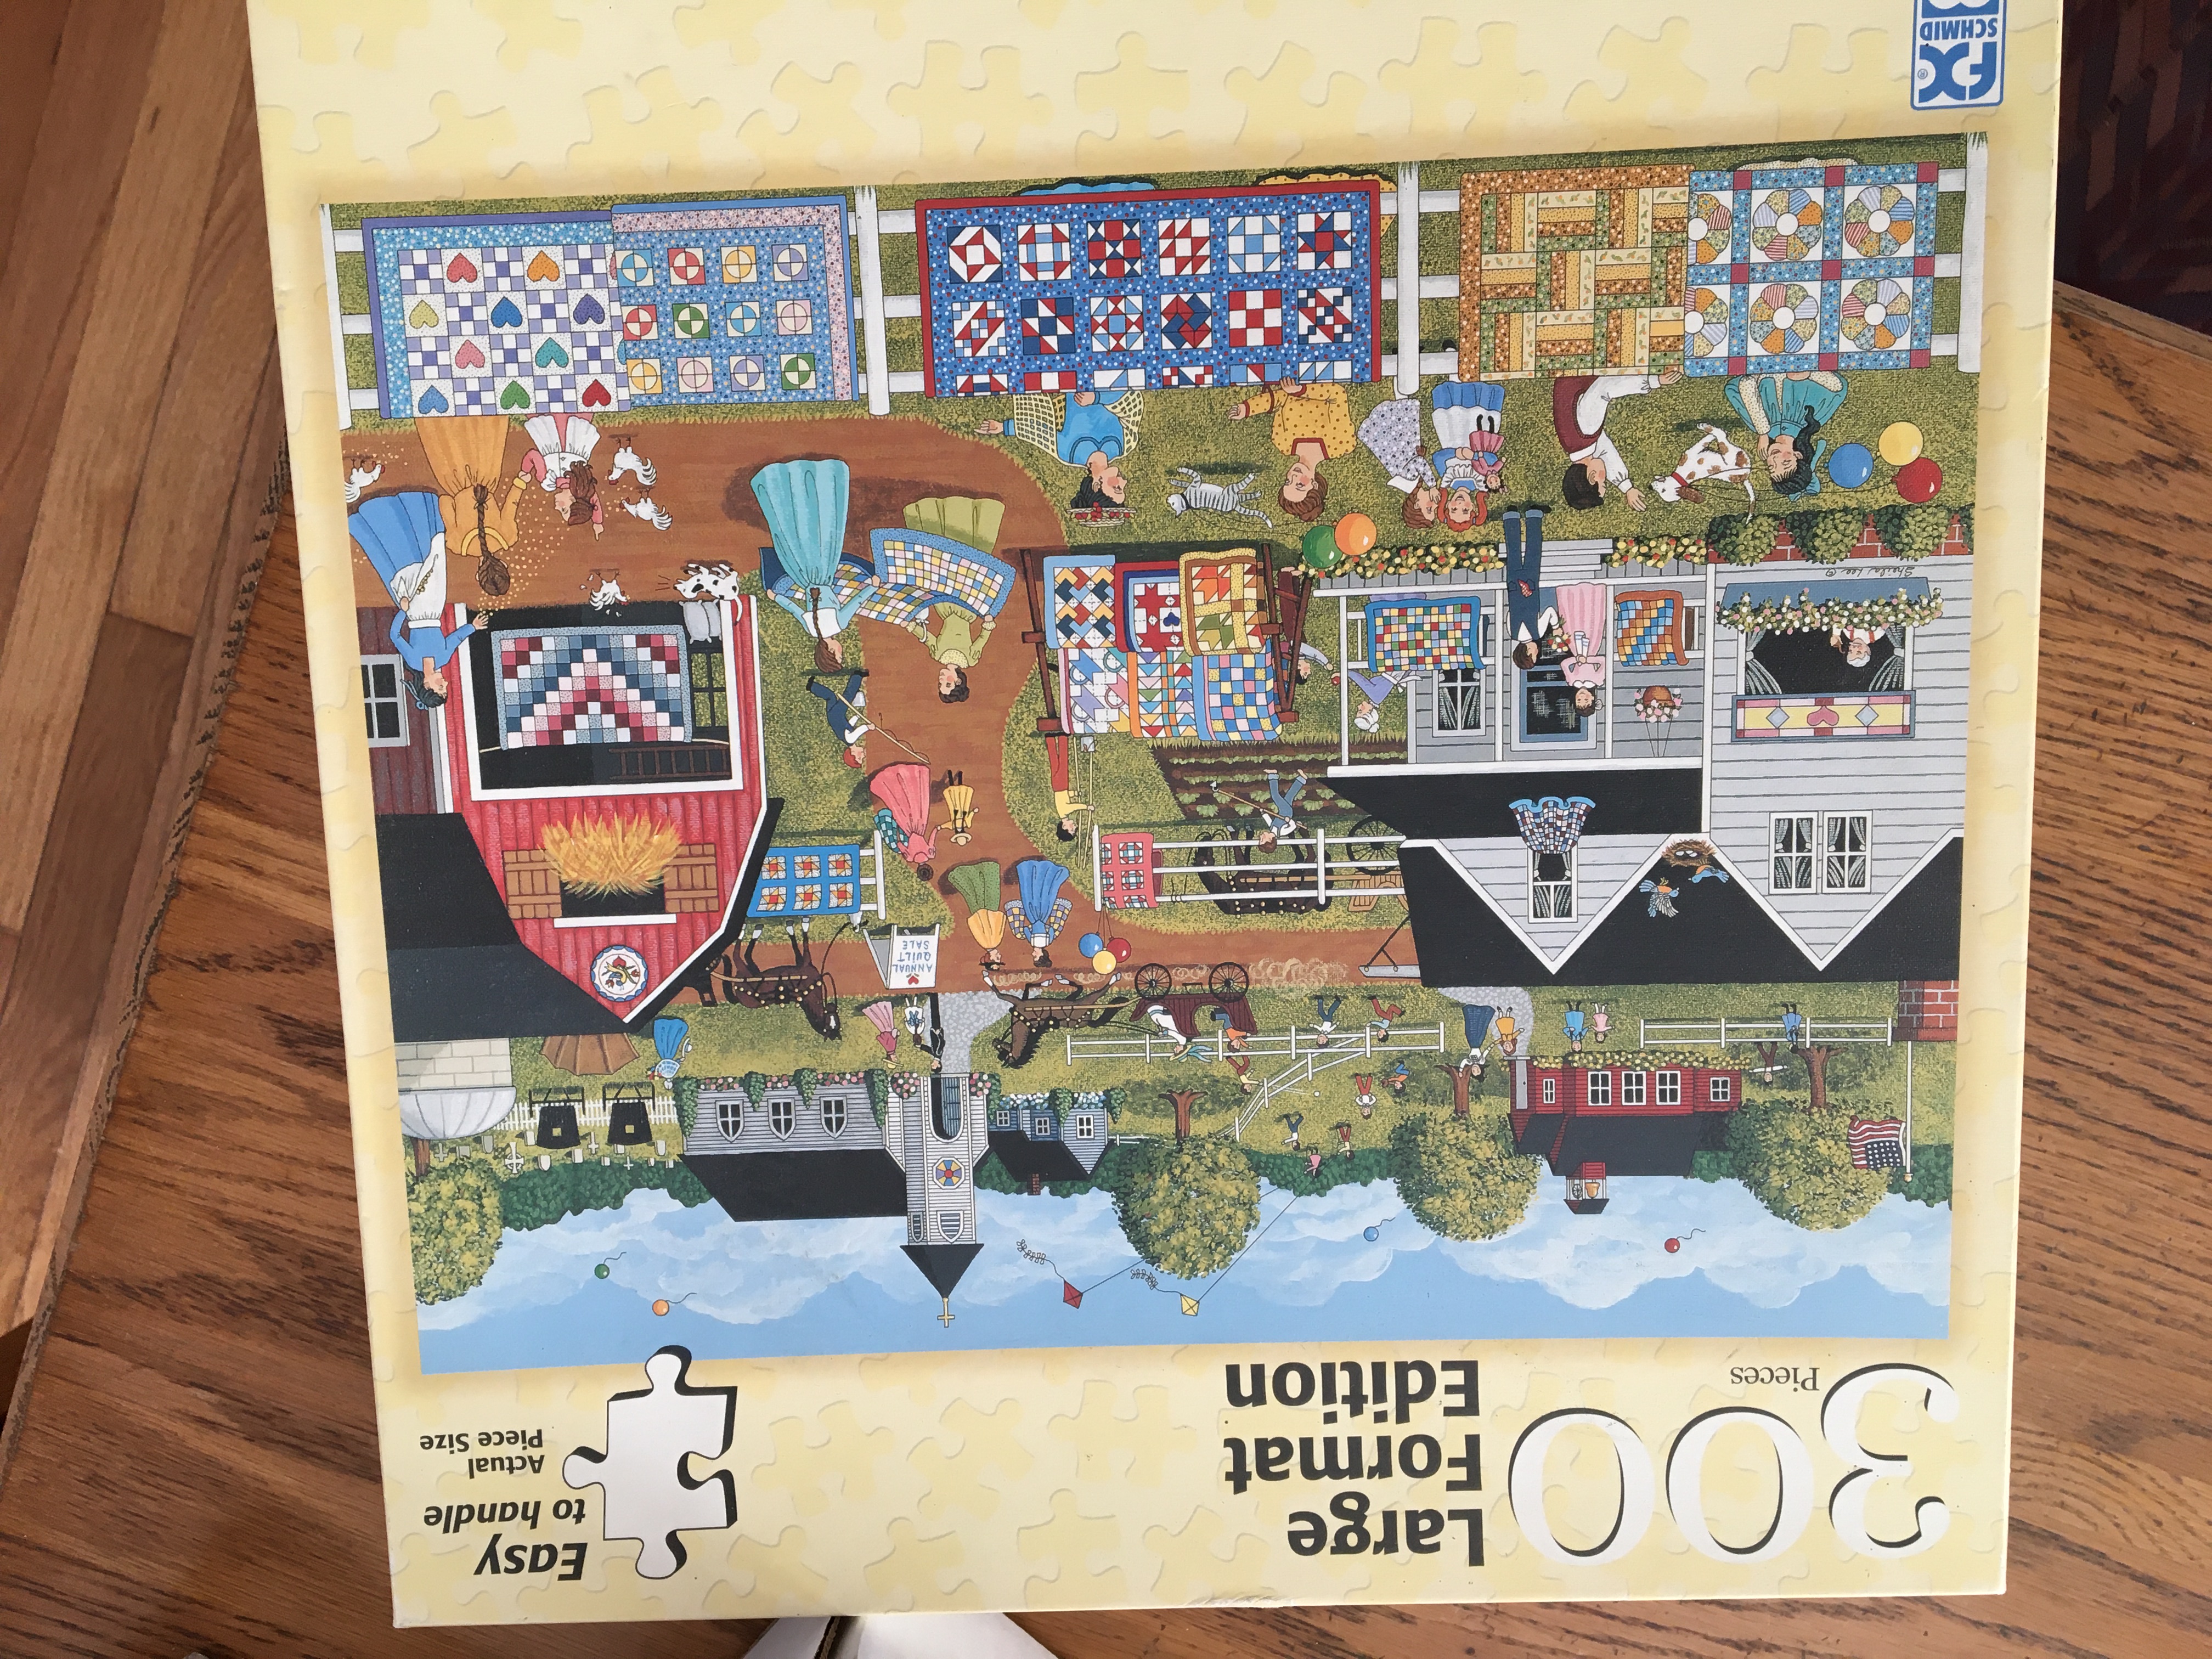 300
Pieces
Large
Format
Edition
Easy
to handle
Actual
Piece Size
ANNUAL
QUILT
SALE
Sheila Lee ©
FX®
SCHMID